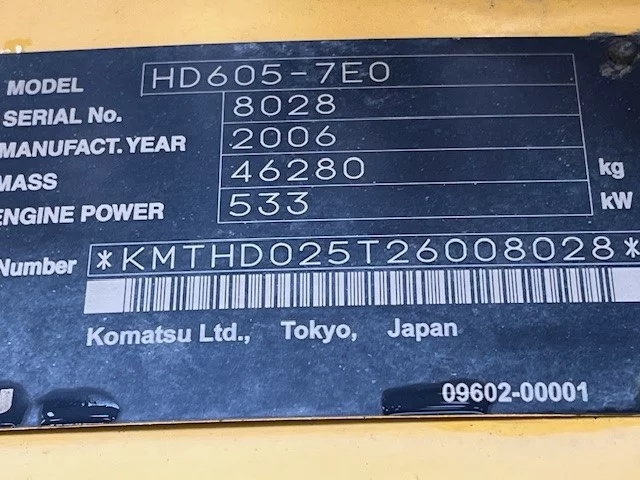 MODEL HD605-7E0
SERIAL No. 8028
MANUFACT. YEAR 2006
MASS 46280 kg
ENGINE POWER 533 kW
Number *KMTHD025T26008028*
Komatsu Ltd., Tokyo, Japan
09602-00001